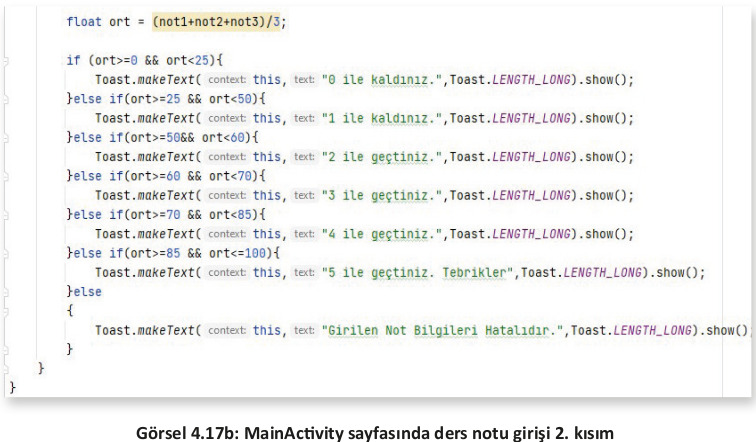 float ort = (not1+not2+not3)/3;
if (ort>=0 && ort<25){
Toast.makeText( context: this, text: "0 ile kaldınız.",Toast.LENGTH_LONG).show();
}else if(ort>=25 && ort<50){
Toast.makeText( context: this, text: "1 ile kaldınız.",Toast.LENGTH_LONG).show();
}else if(ort>=50&& ort<60){
Toast.makeText( context: this, text: "2 ile geçtiniz.",Toast.LENGTH_LONG).show();
}else if(ort>=60 && ort<70){
Toast.makeText( context: this, text: "3 ile geçtiniz.",Toast.LENGTH_LONG).show();
}else if(ort>=70 && ort<85){
Toast.makeText( context: this, text: "4 ile geçtiniz.",Toast.LENGTH_LONG).show();
}else if(ort>=85 && ort<=100){
Toast.makeText( context: this, text: "5 ile geçtiniz. Tebrikler",Toast.LENGTH_LONG).show();
}else
{
Toast.makeText( context: this, text: "Girilen Not Bilgileri Hatalıdır.",Toast.LENGTH_LONG).show();
}
}
}
Görsel 4.17b: MainActivity sayfasında ders notu girişi 2. kısım